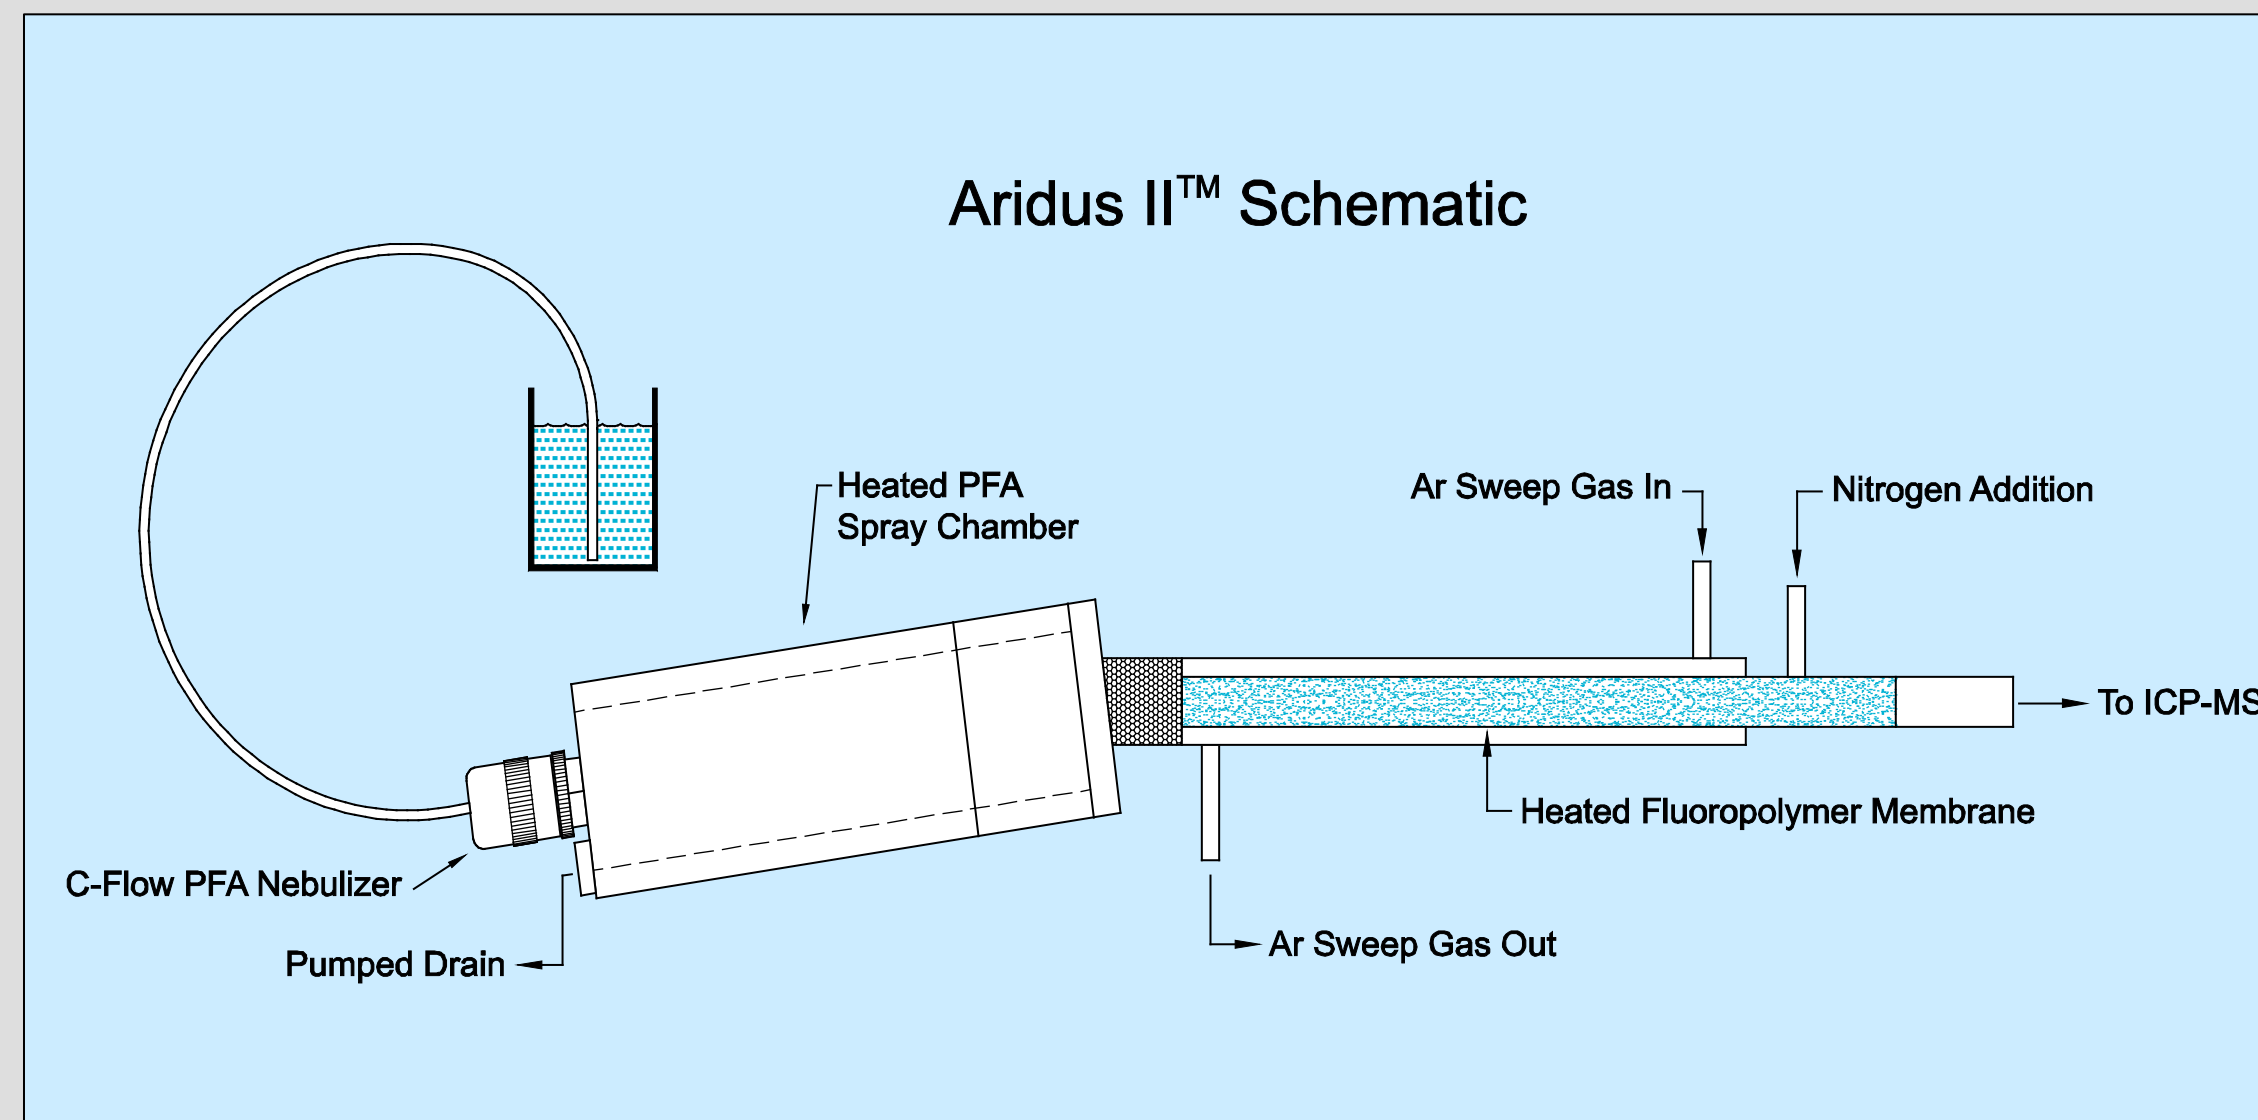 Aridus II™ Schematic
Heated PFA
Spray Chamber
Ar Sweep Gas In
Nitrogen Addition
To ICP-MS
Heated Fluoropolymer Membrane
C-Flow PFA Nebulizer
Ar Sweep Gas Out
Pumped Drain